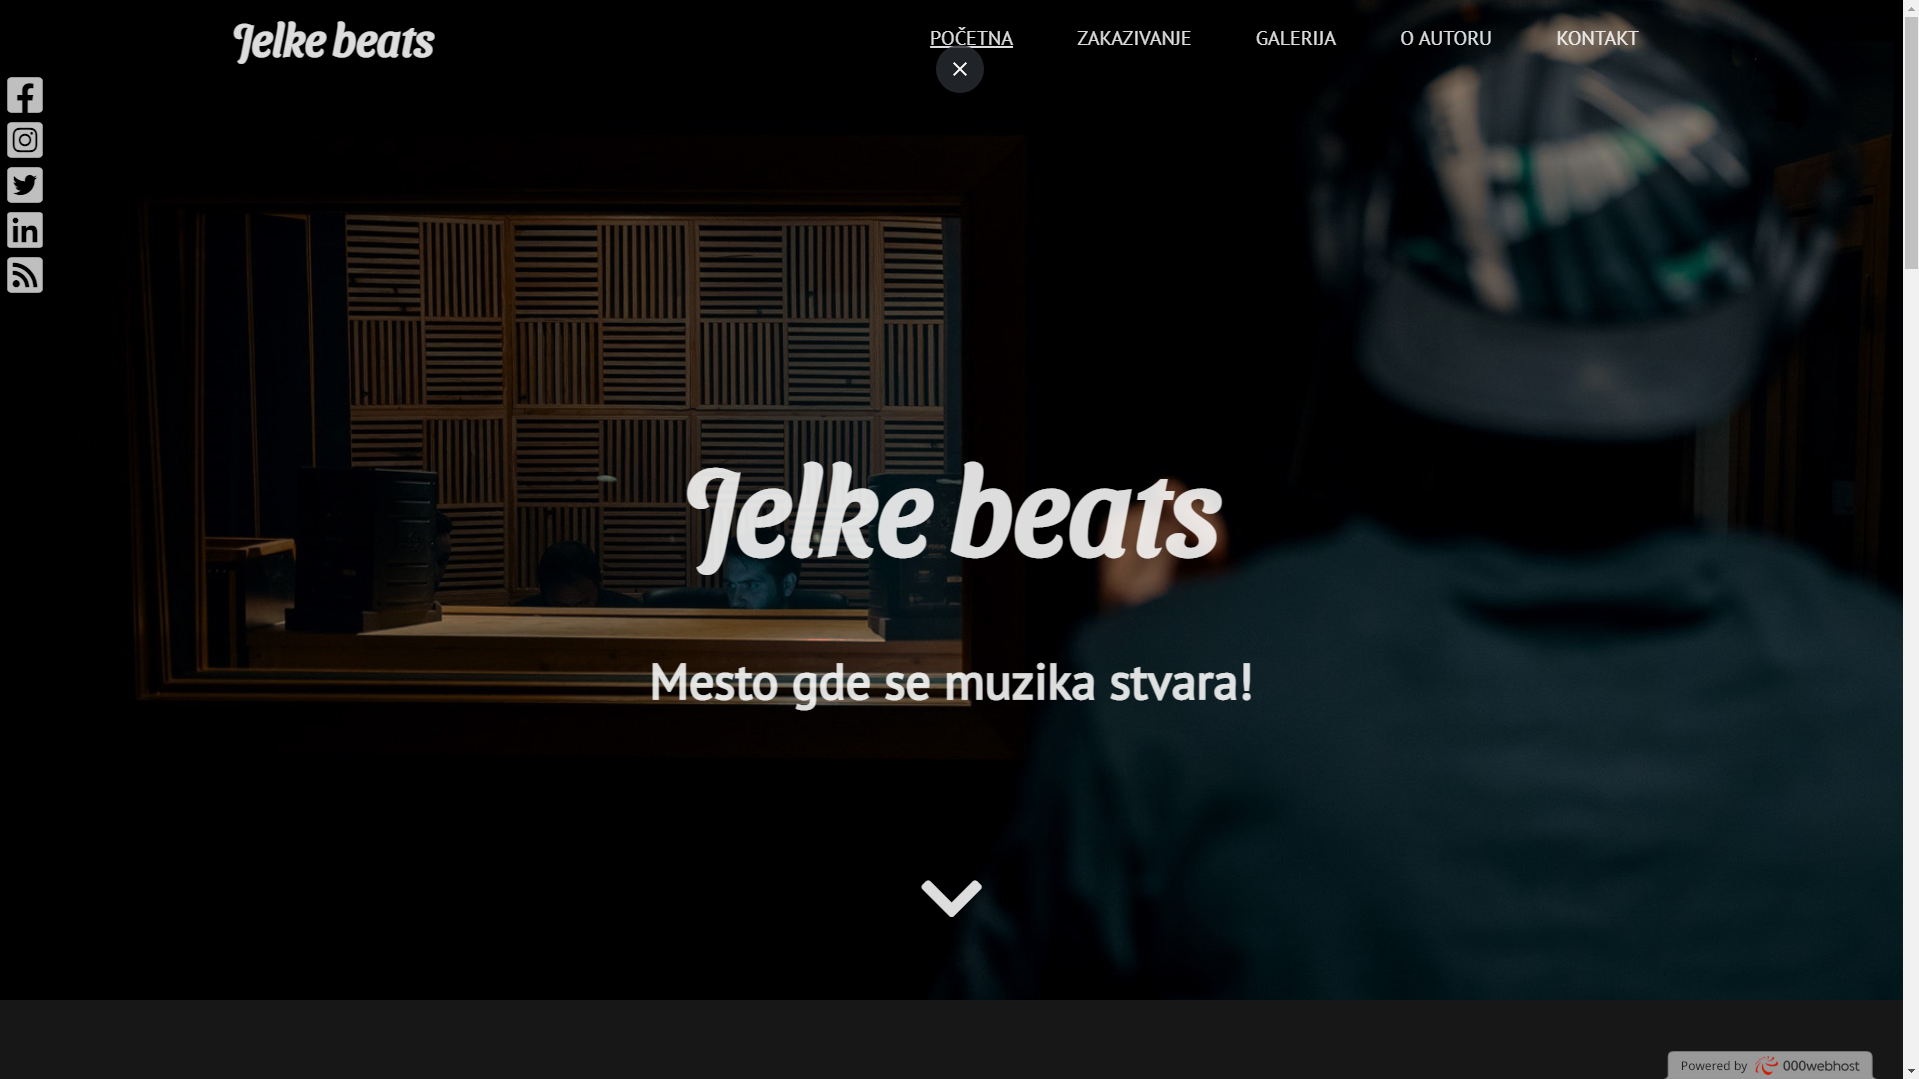 Jelke beats
POČETNA
ZAKAZIVANJE
GALERIJA
O AUTORU
KONTAKT
Jelke beats
Mesto gde se muzika stvara!
Powered by 000webhost